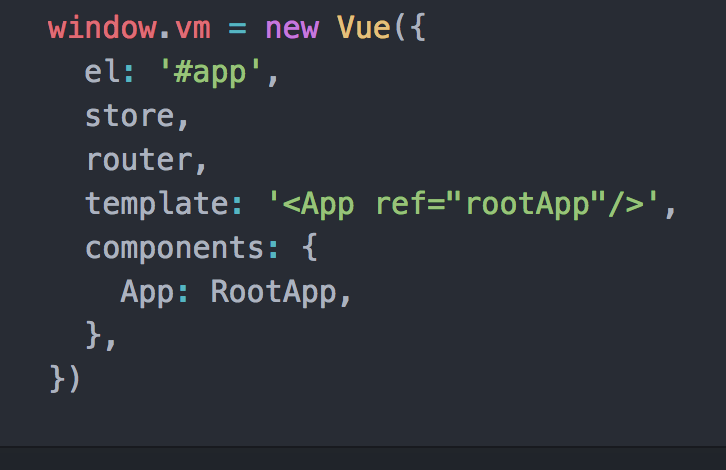 window.vm = new Vue({
  el: '#app',
  store,
  router,
  template: '<App ref="rootApp"/>',
  components: {
    App: RootApp,
  },
})